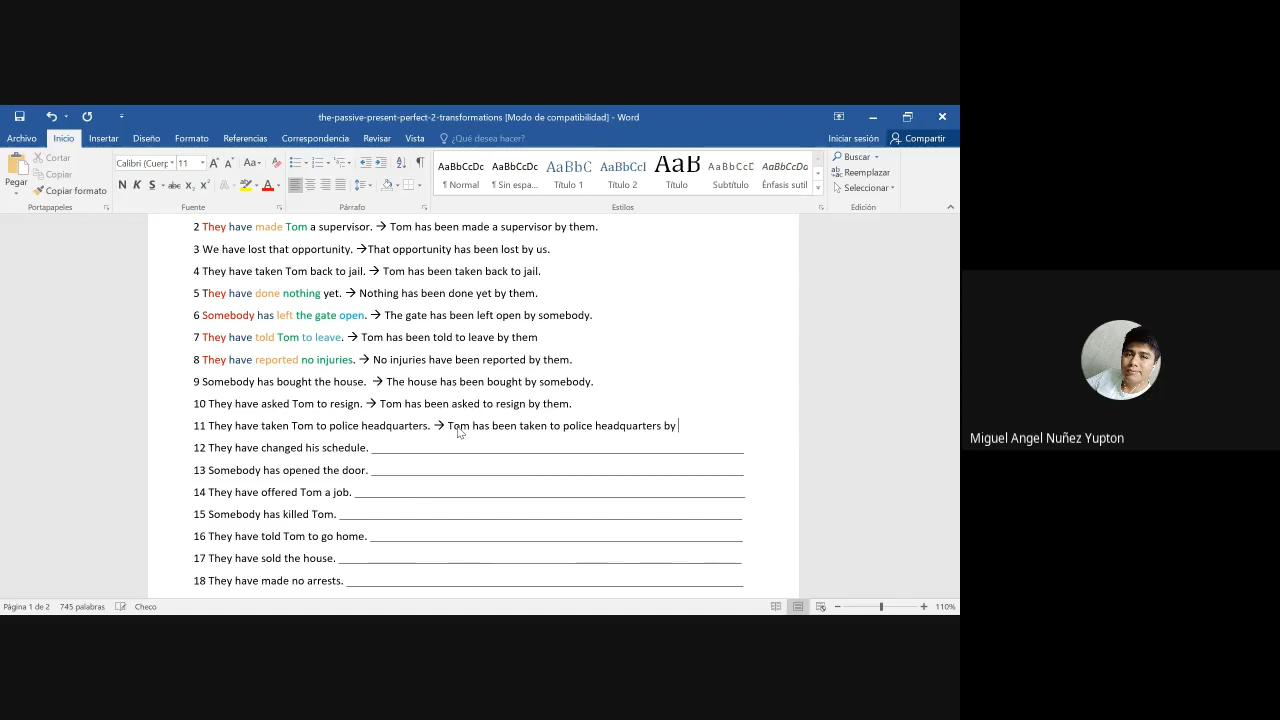 the-passive-present-perfect-2-transformations [Modo de compatibilidad] - Word
Archivo Inicio Insertar Diseño Formato Referencias Correspondencia Revisar Vista ¿Qué desea hacer? Iniciar sesión Compartir
Pegar Cortar Copiar Copiar formato
Calibri (Cuerp 11
N K S abc x₂ x²
AaBbCcDc AaBbCcDc AaBbC AaBbCcI AaB AaBbCcD AaBbCcDc
¶ Normal ¶ Sin espa... Título 1 Título 2 Título Subtítulo Énfasis sutil
Buscar
Reemplazar
Seleccionar
Portapapeles Fuente Párrafo Estilos Edición
2 They have made Tom a supervisor. → Tom has been made a supervisor by them.
3 We have lost that opportunity. →That opportunity has been lost by us.
4 They have taken Tom back to jail. → Tom has been taken back to jail.
5 They have done nothing yet. → Nothing has been done yet by them.
6 Somebody has left the gate open. → The gate has been left open by somebody.
7 They have told Tom to leave. → Tom has been told to leave by them
8 They have reported no injuries. → No injuries have been reported by them.
9 Somebody has bought the house. → The house has been bought by somebody.
10 They have asked Tom to resign. → Tom has been asked to resign by them.
11 They have taken Tom to police headquarters. → Tom has been taken to police headquarters by
12 They have changed his schedule.
13 Somebody has opened the door.
14 They have offered Tom a job.
15 Somebody has killed Tom.
16 They have told Tom to go home.
17 They have sold the house.
18 They have made no arrests.
Página 1 de 2 745 palabras Checo 110%
Miguel Angel Nuñez Yupton